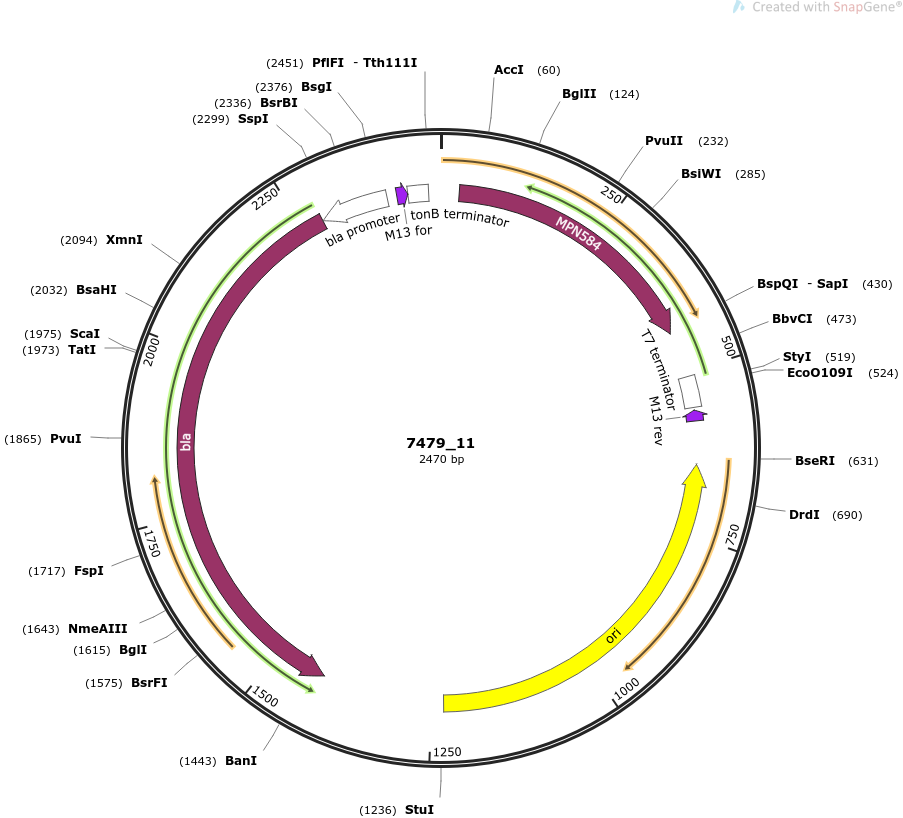 Created with SnapGene®
(2451) PflFI - Tth111I
(2376) BsgI
(2336) BsrBI
(2299) SspI
AccI (60)
BglII (124)
PvuII (232)
BsiWI (285)
BspQI - SapI (430)
BbvCI (473)
StyI (519)
EcoO109I (524)
BseRI (631)
DrdI (690)
(2094) XmnI
(2032) BsaHI
(1975) ScaI
(1973) TatI
(1865) PvuI
(1717) FspI
(1643) NmeAIII
(1615) BglI
(1575) BsrFI
(1443) BanI
(1236) StuI
250
500
750
1000
1250
1500
1750
2000
2250
bla promoter
M13 for
tonB terminator
MPN584
T7 terminator
M13 rev
bla
ori
7479_11
2470 bp